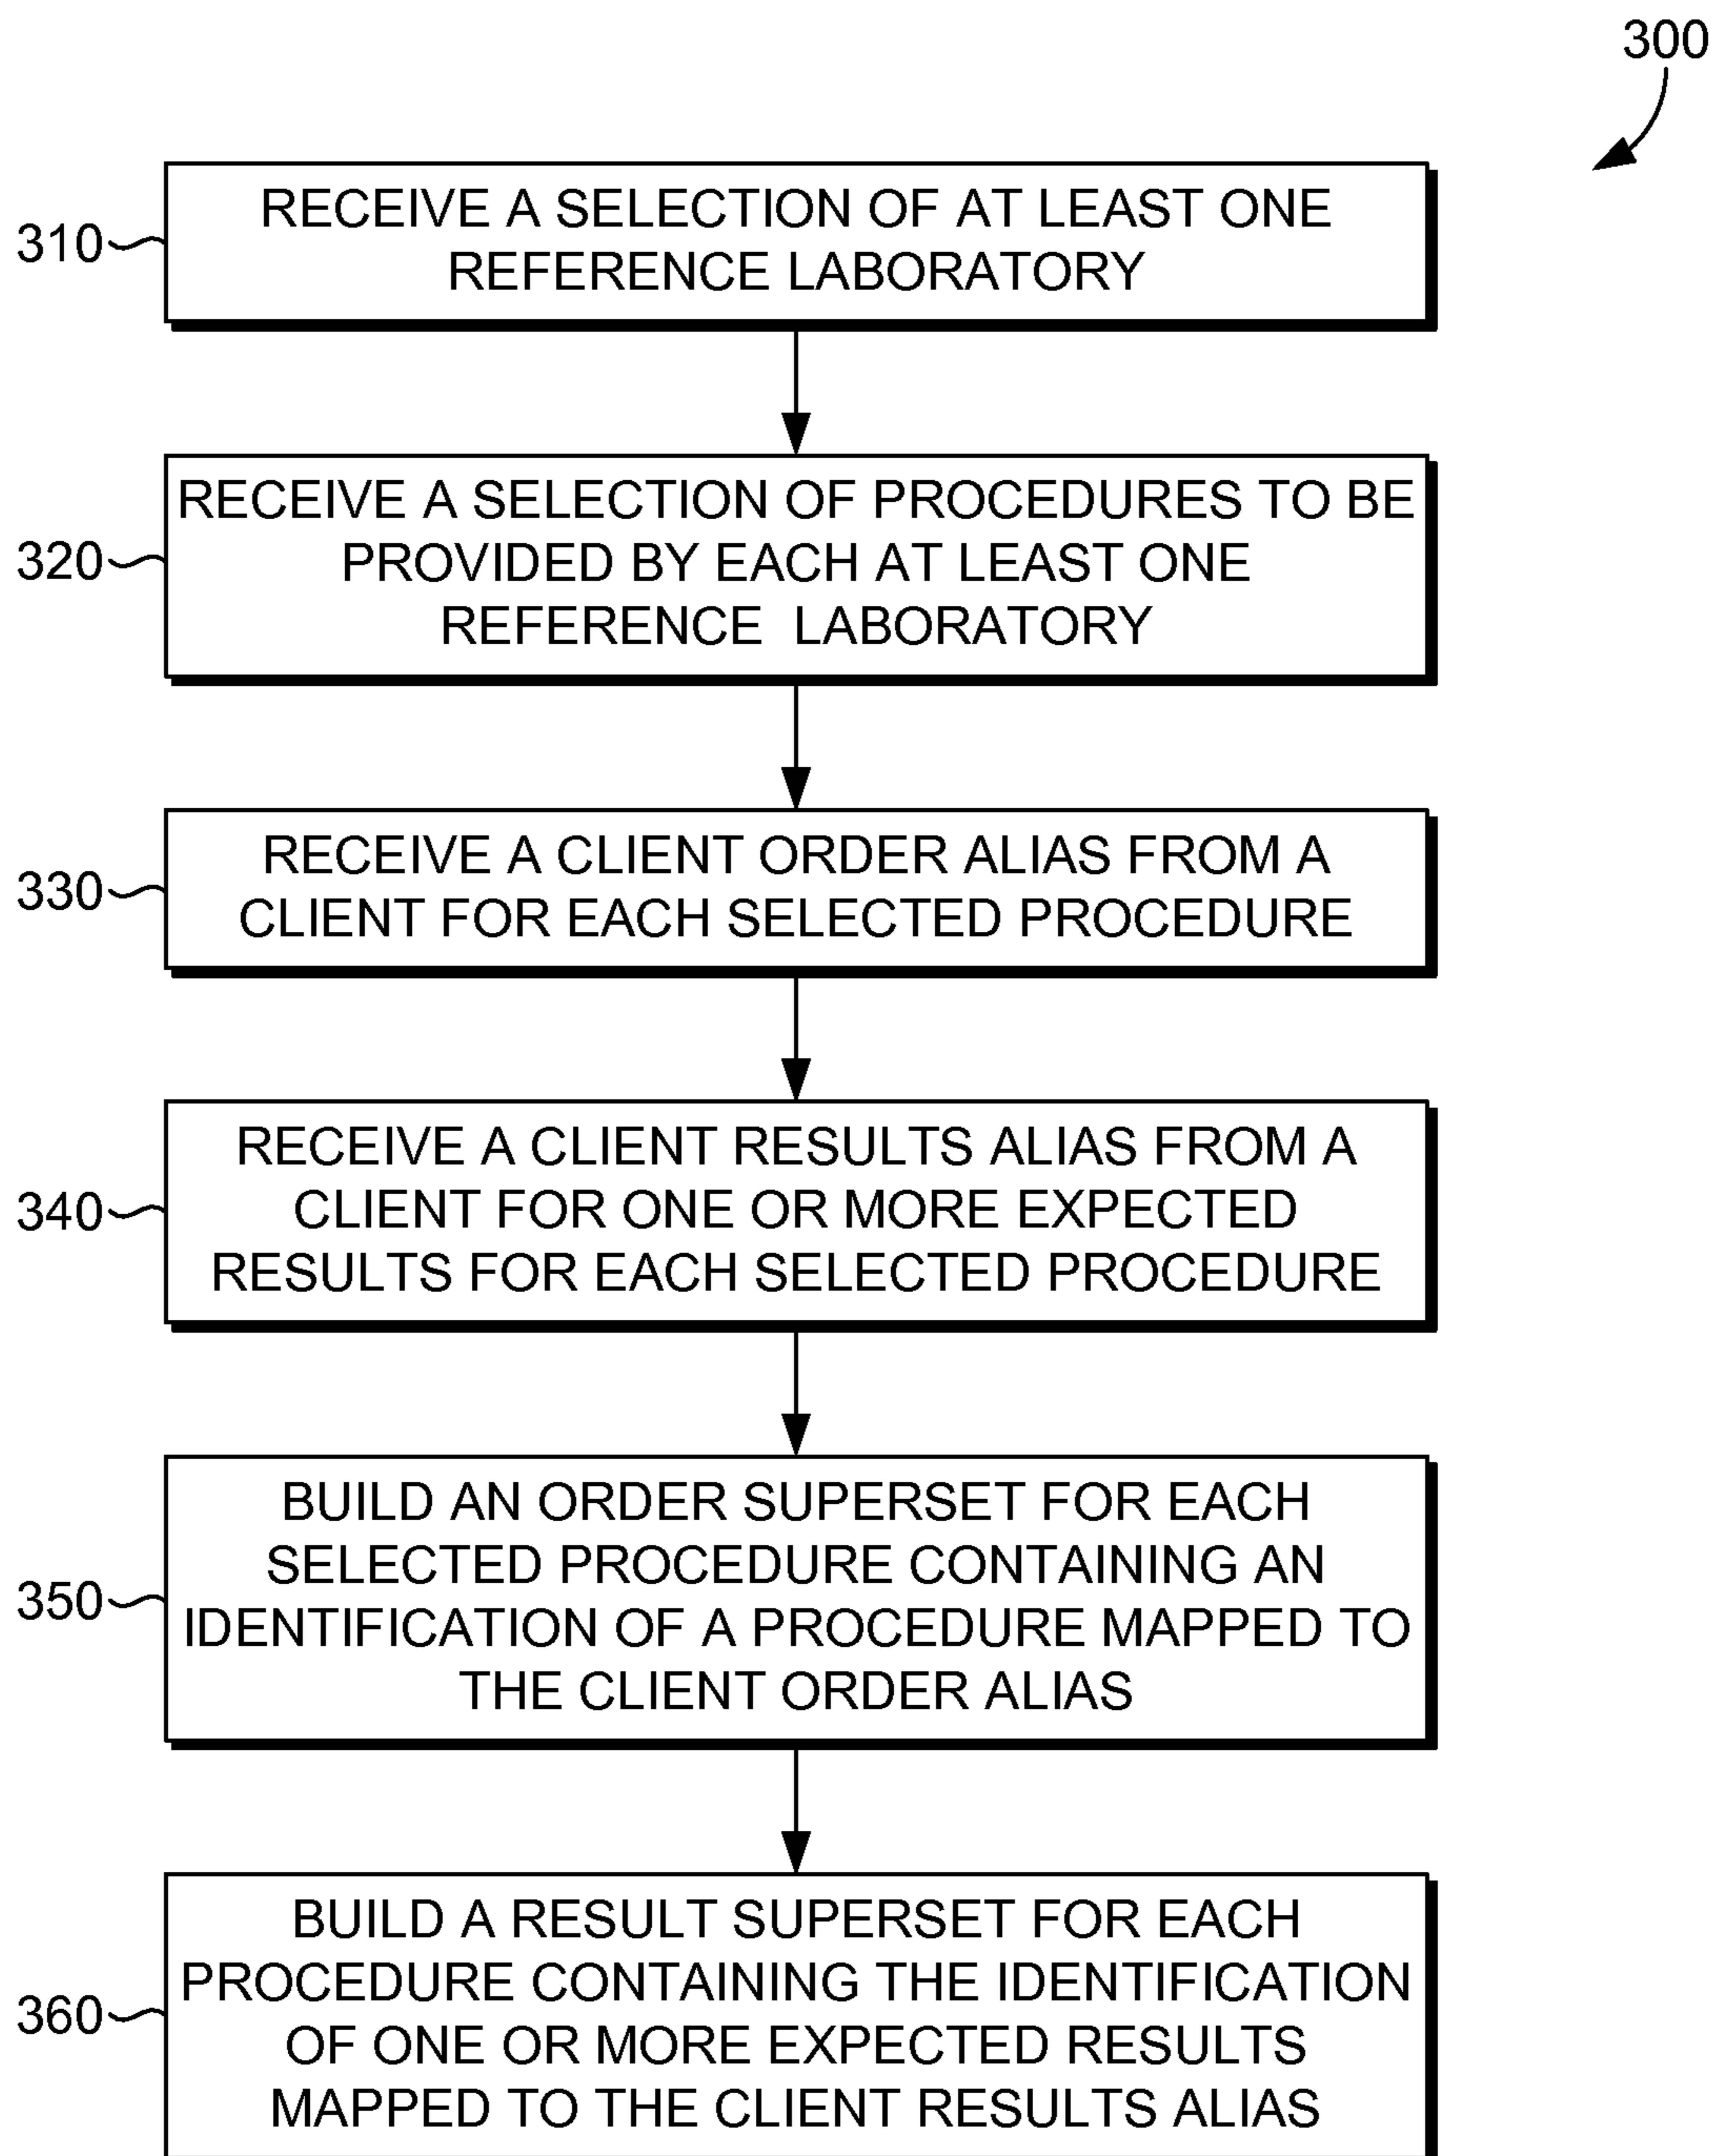 300
310
RECEIVE A SELECTION OF AT LEAST ONE
REFERENCE LABORATORY
320
RECEIVE A SELECTION OF PROCEDURES TO BE
PROVIDED BY EACH AT LEAST ONE
REFERENCE LABORATORY
330
RECEIVE A CLIENT ORDER ALIAS FROM A
CLIENT FOR EACH SELECTED PROCEDURE
340
RECEIVE A CLIENT RESULTS ALIAS FROM A
CLIENT FOR ONE OR MORE EXPECTED
RESULTS FOR EACH SELECTED PROCEDURE
350
BUILD AN ORDER SUPERSET FOR EACH
SELECTED PROCEDURE CONTAINING AN
IDENTIFICATION OF A PROCEDURE MAPPED TO
THE CLIENT ORDER ALIAS
360
BUILD A RESULT SUPERSET FOR EACH
PROCEDURE CONTAINING THE IDENTIFICATION
OF ONE OR MORE EXPECTED RESULTS
MAPPED TO THE CLIENT RESULTS ALIAS